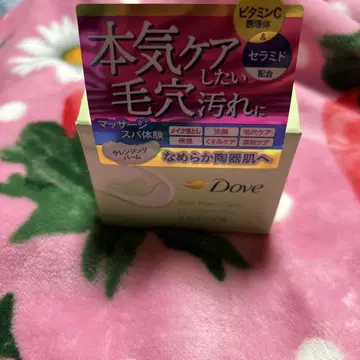 ビタミンC
誘導体
&
セラミド
配合
本気ケア
したい
毛穴汚れに
マッサージ
スパ体験
クレンジング
バーム
メイク落とし
洗顔
毛穴ケア
保湿
くすみケア
角質ケア
なめらか陶器肌へ
Dove